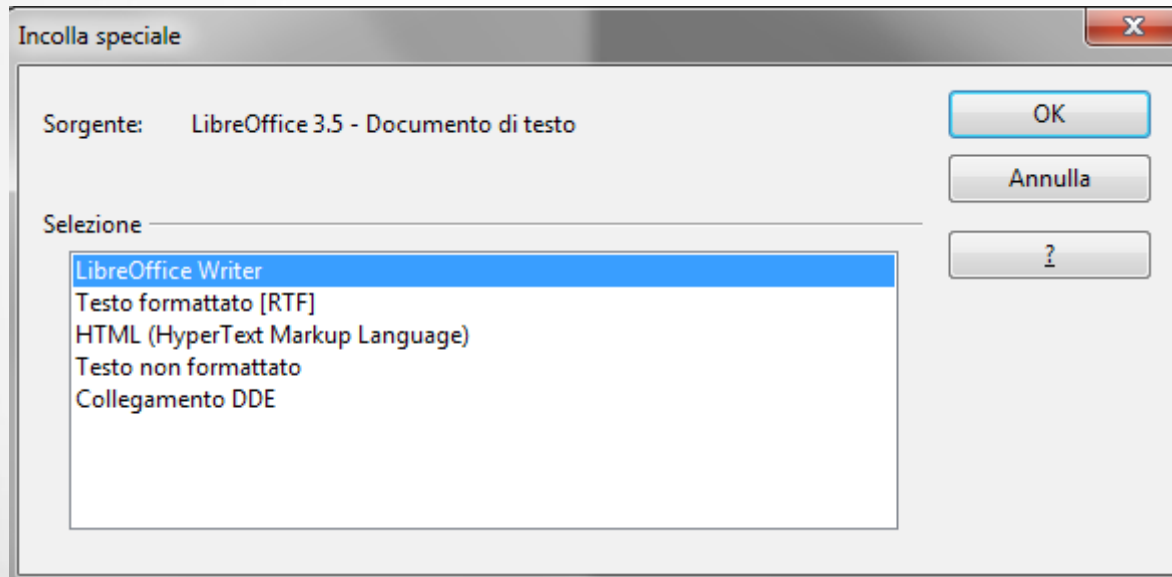 Incolla speciale
Sorgente: LibreOffice 3.5 - Documento di testo
OK
Annulla
?
Selezione
LibreOffice Writer
Testo formattato [RTF]
HTML (HyperText Markup Language)
Testo non formattato
Collegamento DDE